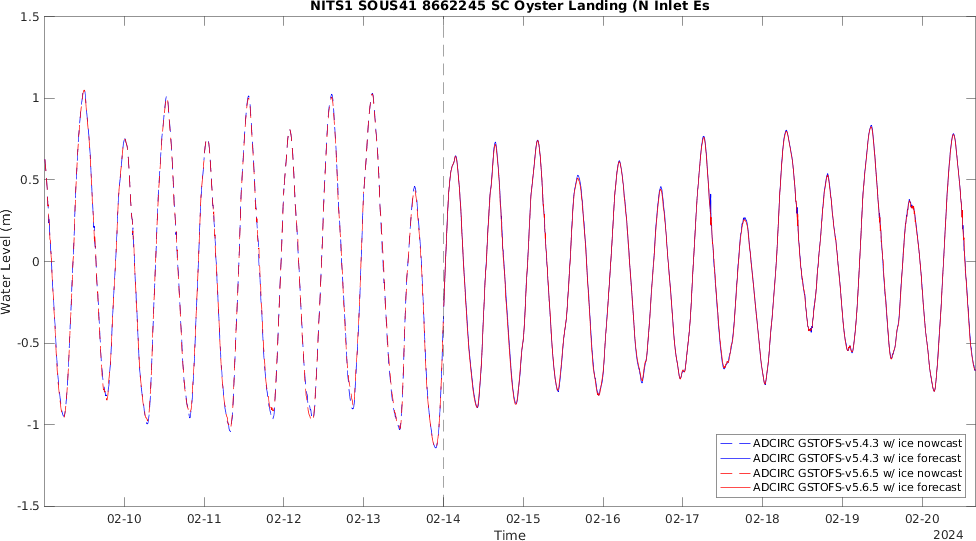 NITS1 SOUS41 8662245 SC Oyster Landing (N Inlet Es
1.5
1
0.5
0
-0.5
-1
-1.5
Water Level (m)
02-10 02-11 02-12 02-13 02-14 02-15 02-16 02-17 02-18 02-19 02-20
Time
2024
ADCIRC GSTOFS-v5.4.3 w/ ice nowcast
ADCIRC GSTOFS-v5.4.3 w/ ice forecast
ADCIRC GSTOFS-v5.6.5 w/ ice nowcast
ADCIRC GSTOFS-v5.6.5 w/ ice forecast